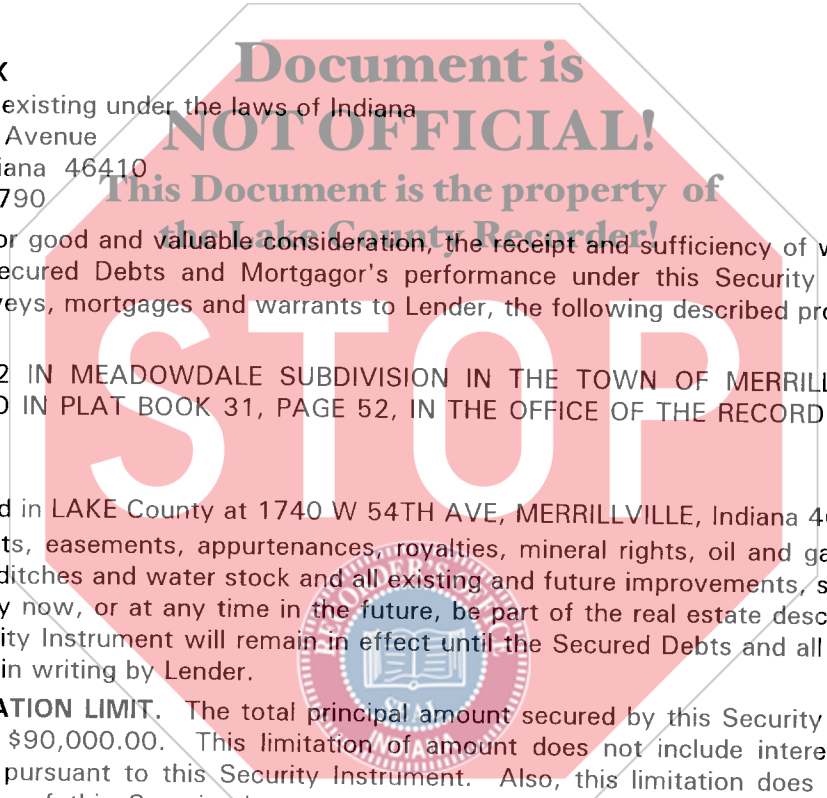 Document is
NOT OFFICIAL!
This Document is the property of
the Lake County Recorder!
STOP
existing under the laws of Indiana
Avenue
iana 46410
790
or good and valuable consideration, the receipt and sufficiency of w
ecured Debts and Mortgagor's performance under this Security
veys, mortgages and warrants to Lender, the following described pro
2 IN MEADOWDALE SUBDIVISION IN THE TOWN OF MERRILL
D IN PLAT BOOK 31, PAGE 52, IN THE OFFICE OF THE RECORD
d in LAKE County at 1740 W 54TH AVE, MERRILLVILLE, Indiana 4
ts, easements, appurtenances, royalties, mineral rights, oil and ga
ditches and water stock and all existing and future improvements, s
y now, or at any time in the future, be part of the real estate desc
ity Instrument will remain in effect until the Secured Debts and all
in writing by Lender.
ATION LIMIT. The total principal amount secured by this Security
$90,000.00. This limitation of amount does not include intere
pursuant to this Security Instrument. Also, this limitation does
SEAL
INDIANA